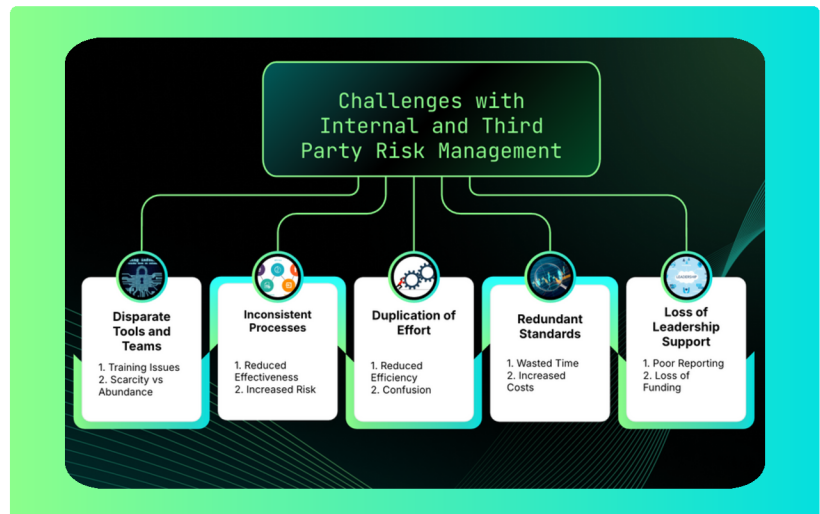 Challenges with
Internal and Third
Party Risk Management
Disparate
Tools and
Teams
1. Training Issues
2. Scarcity vs
Abundance
Inconsistent
Processes
1. Reduced
Effectiveness
2. Increased Risk
Duplication of
Effort
1. Reduced
Efficiency
2. Confusion
Redundant
Standards
1. Wasted Time
2. Increased
Costs
LEADERSHIP
Loss of
Leadership
Support
1. Poor Reporting
2. Loss of
Funding